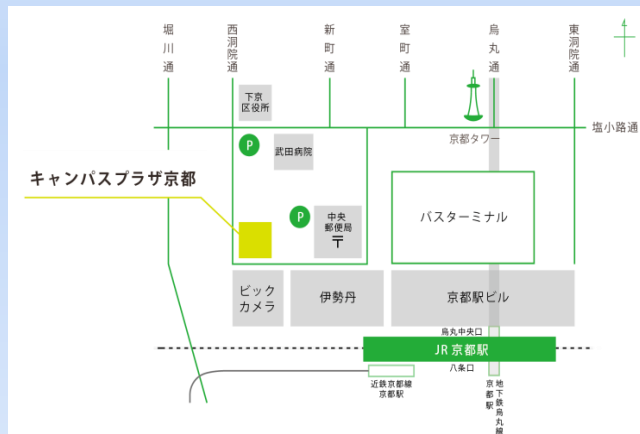 堀川通
西洞院通
新町通
室町通
烏丸通
東洞院通
4
下京
区役所
塩小路通
京都タワー
P
武田病院
キャンパスプラザ京都
P
中央
郵便局
〒
バスターミナル
ビック
カメラ
伊勢丹
京都駅ビル
烏丸中央口
JR 京都駅
八条口
近鉄京都線
京都駅
地下鉄烏丸線
京都駅